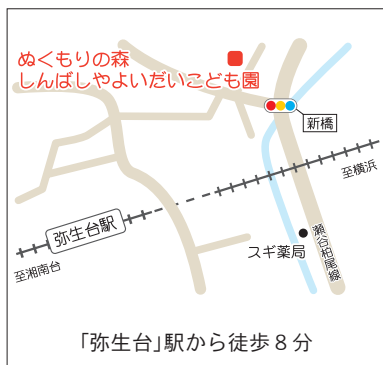 ぬくもりの森
しんばしやよいだいこども園
新橋
至横浜
弥生台駅
スギ薬局
瀬谷柏尾線
至湘南台
「弥生台」駅から徒歩8分